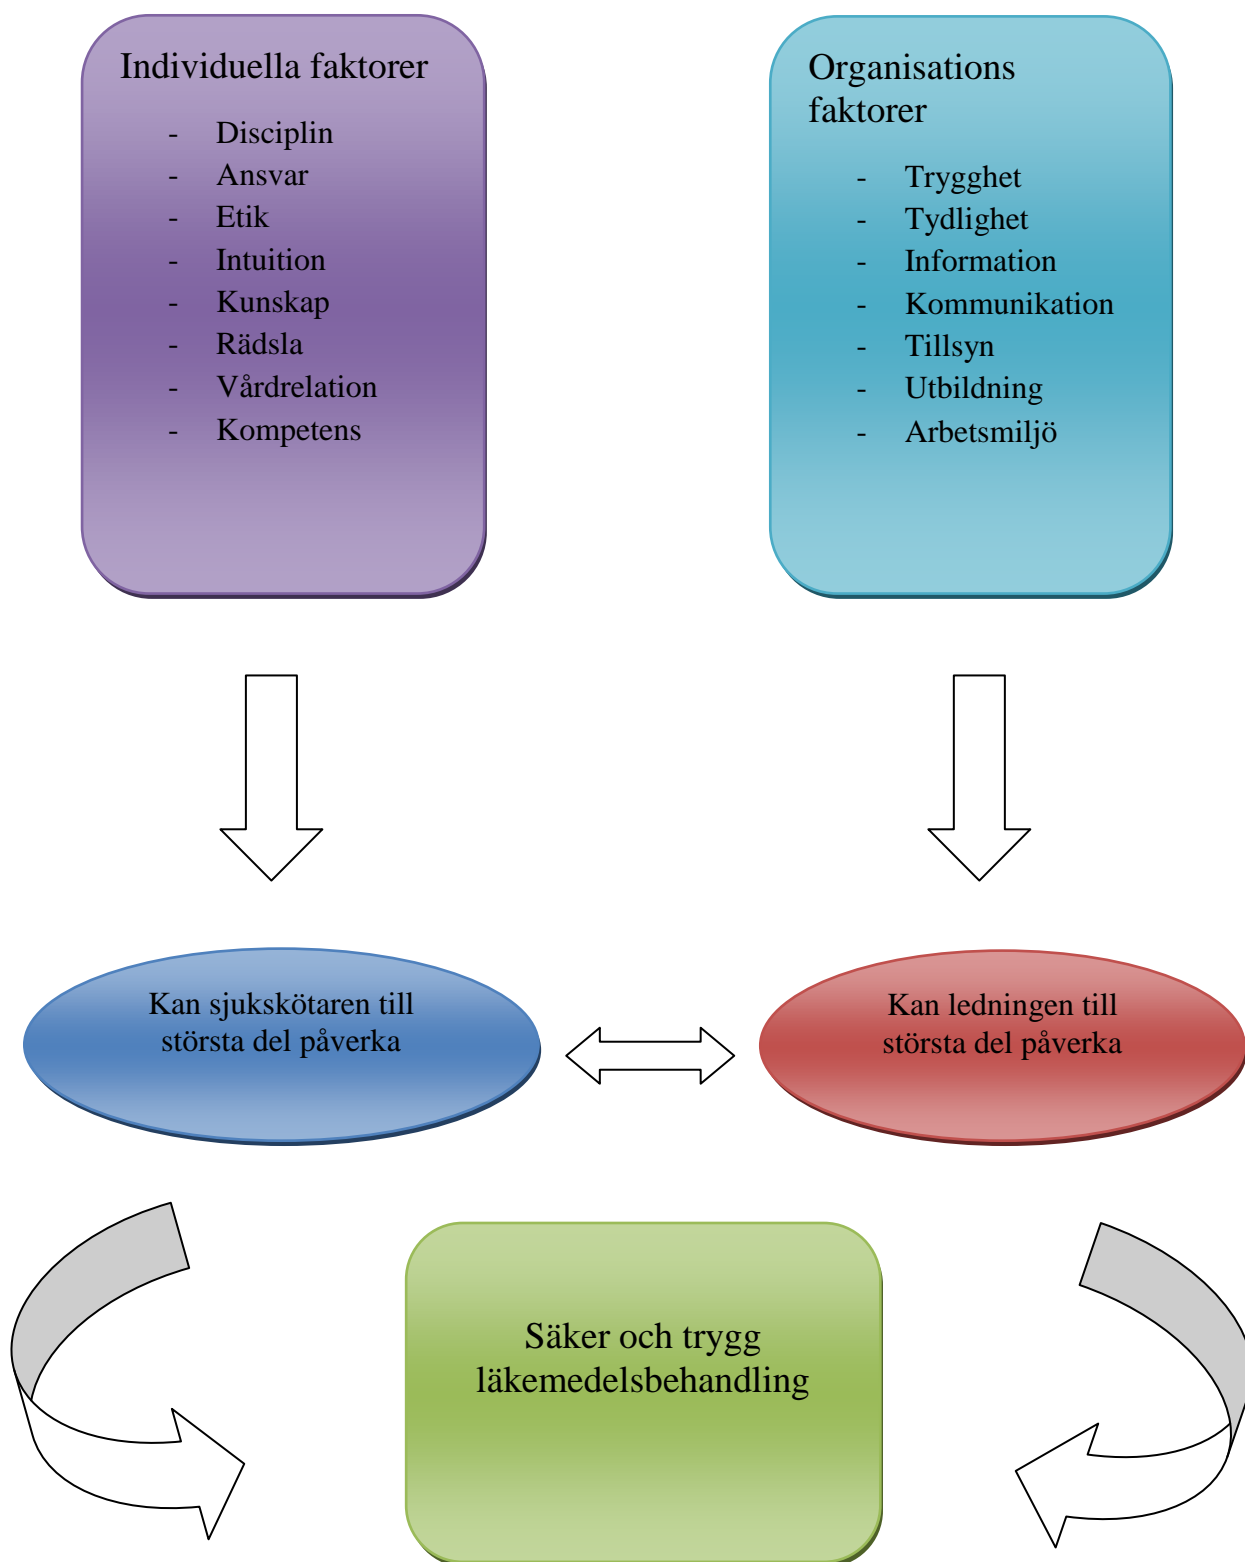 Individuella faktorer
- Disciplin
- Ansvar
- Etik
- Intuition
- Kunskap
- Rädsla
- Vårdrelation
- Kompetens
Organisations
faktorer
- Trygghet
- Tydlighet
- Information
- Kommunikation
- Tillsyn
- Utbildning
- Arbetsmiljö
Kan sjukskötaren till
största del påverka
Kan ledningen till
största del påverka
Säker och trygg
läkemedelsbehandling